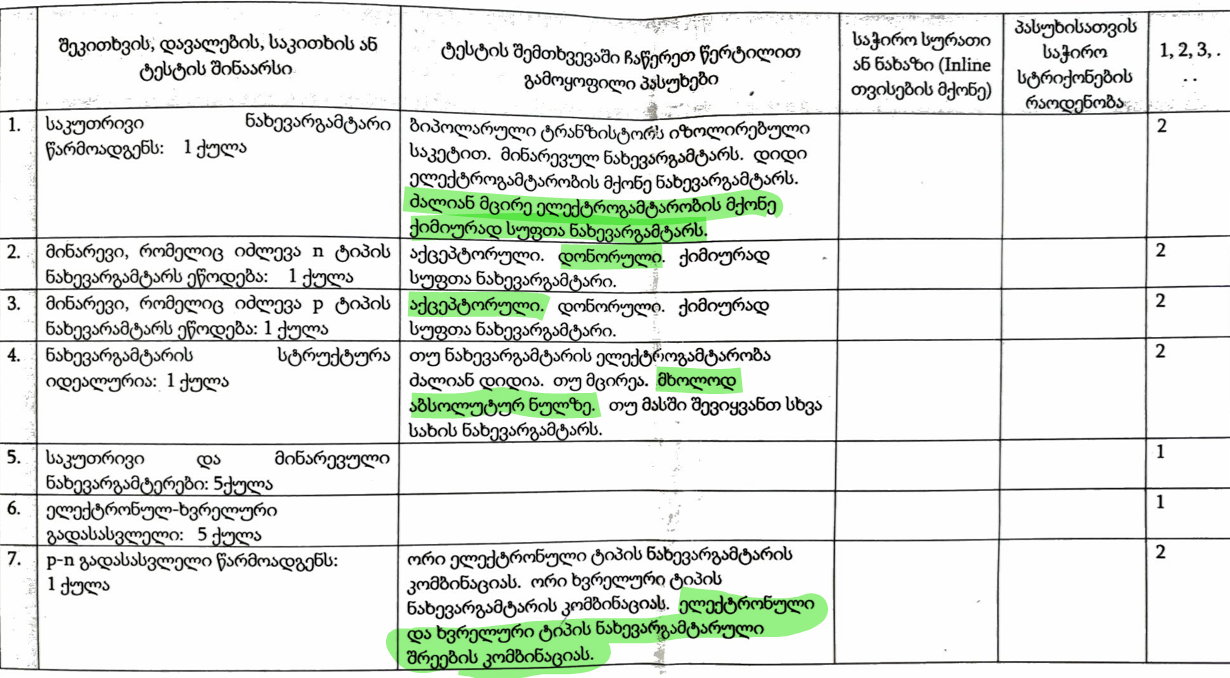 შეკითხვის, დავალების, საკითხის ან
ტესტის შინაარსი
ტესტის შემთხვევაში ჩაწერეთ წერტილით
გამოყოფილი პასუხები
საჭირო სურათი
ან ნახაზი (Inline
თვისების მქონე)
პასუხისათვის
საჭირო
სტრიქონების
რაოდენობა
1, 2, 3, .
. .
1. საკუთრივი ნახევარგამტარი
წარმოადგენს: 1 ქულა
ბიპოლარული ტრანზისტორს იზოლირებული
საკეტით. მინარევულ ნახევარგამტარს. დიდი
ელექტროგამტარობის მქონე ნახევარგამტარს.
ძალიან მცირე ელექტროგამტარობის მქონე
ქიმიურად სუფთა ნახევარგამტარს.
2
2. მინარევი, რომელიც იძლევა n ტიპის
ნახევარგამტარს ეწოდება: 1 ქულა
აქცეპტორული. დონორული. ქიმიურად
სუფთა ნახევარგამტარი.
2
3. მინარევი, რომელიც იძლევა p ტიპის
ნახევარამტარს ეწოდება: 1 ქულა
აქცეპტორული. დონორული. ქიმიურად
სუფთა ნახევარგამტარი.
2
4. ნახევარგამტარის სტრუქტურა
იდეალურია: 1 ქულა
თუ ნახევარგამტარის ელექტროგამტარობა
ძალიან დიდია. თუ მცირეა. მხოლოდ
აბსოლუტურ ნულზე. თუ მასში შევიყვანთ სხვა
სახის ნახევარგამტარს.
2
5. საკუთრივი და მინარევული
ნახევარგამტერები: 5ქულა
1
6. ელექტრონულ-ხვრელური
გადასასვლელი: 5 ქულა
1
7. p-n გადასასვლელი წარმოადგენს:
1 ქულა
ორი ელექტრონული ტიპის ნახევარგამტარის
კომბინაციას. ორი ხვრელური ტიპის
ნახევარგამტარის კომბინაციას. ელექტრონული
და ხვრელური ტიპის ნახევარგამტარული
შრეების კომბინაციას.
2